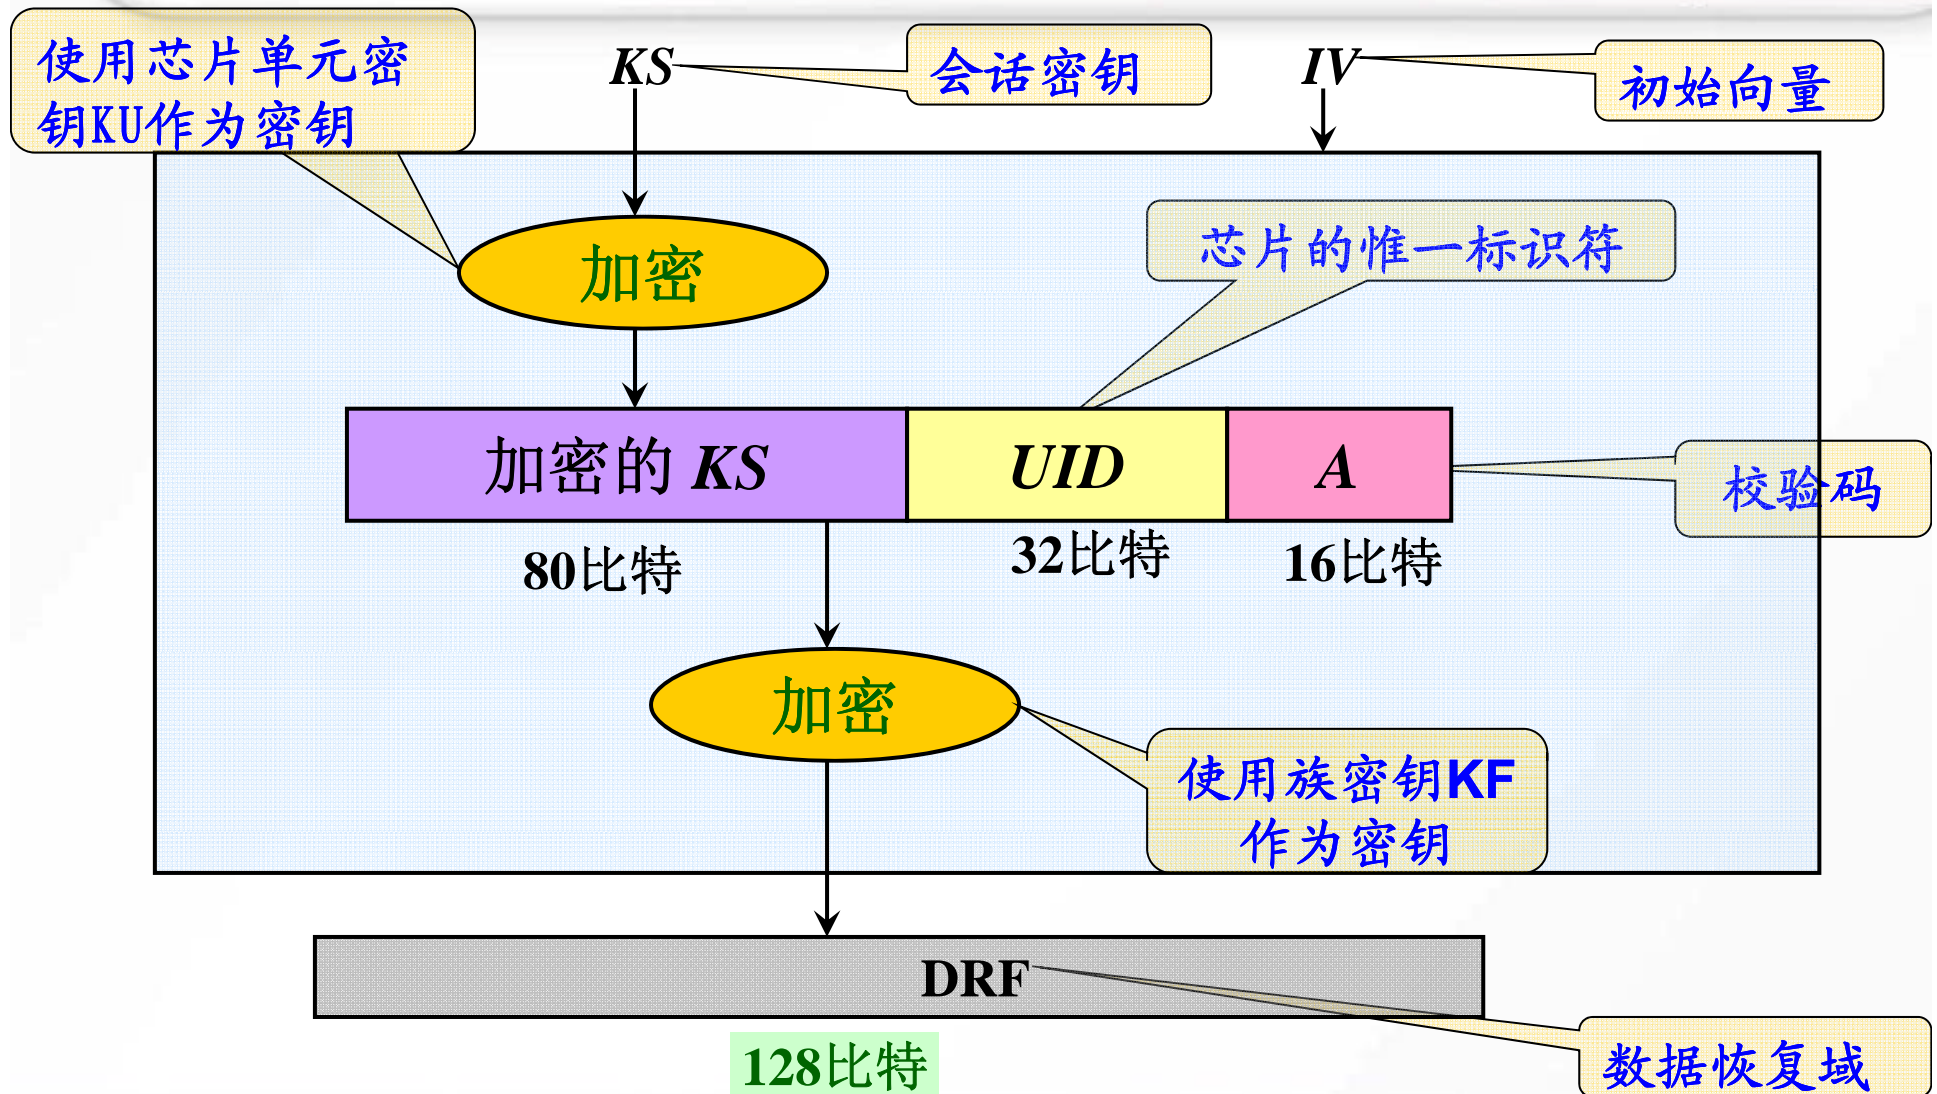 使用芯片单元密
钥KU作为密钥
KS
会话密钥
IV
初始向量
加密
芯片的惟一标识符
加密的 KS
UID
A
校验码
80比特
32比特
16比特
加密
使用族密钥KF
作为密钥
DRF
128比特
数据恢复域